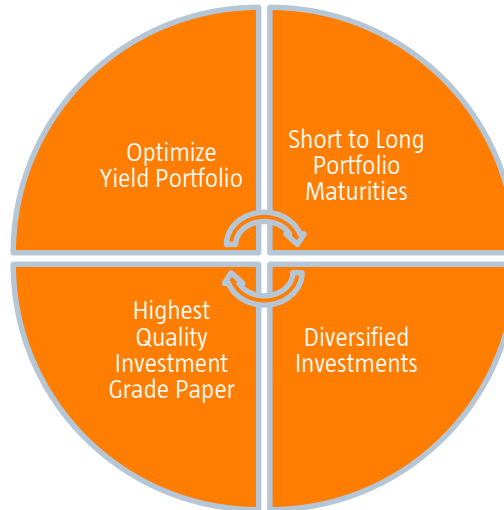 Optimize
Yield Portfolio
Short to Long
Portfolio
Maturities
Highest
Quality
Investment
Grade Paper
Diversified
Investments